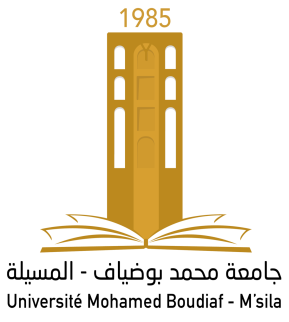 1985
جامعة محمد بوضياف - المسيلة
Université Mohamed Boudiaf - M'sila